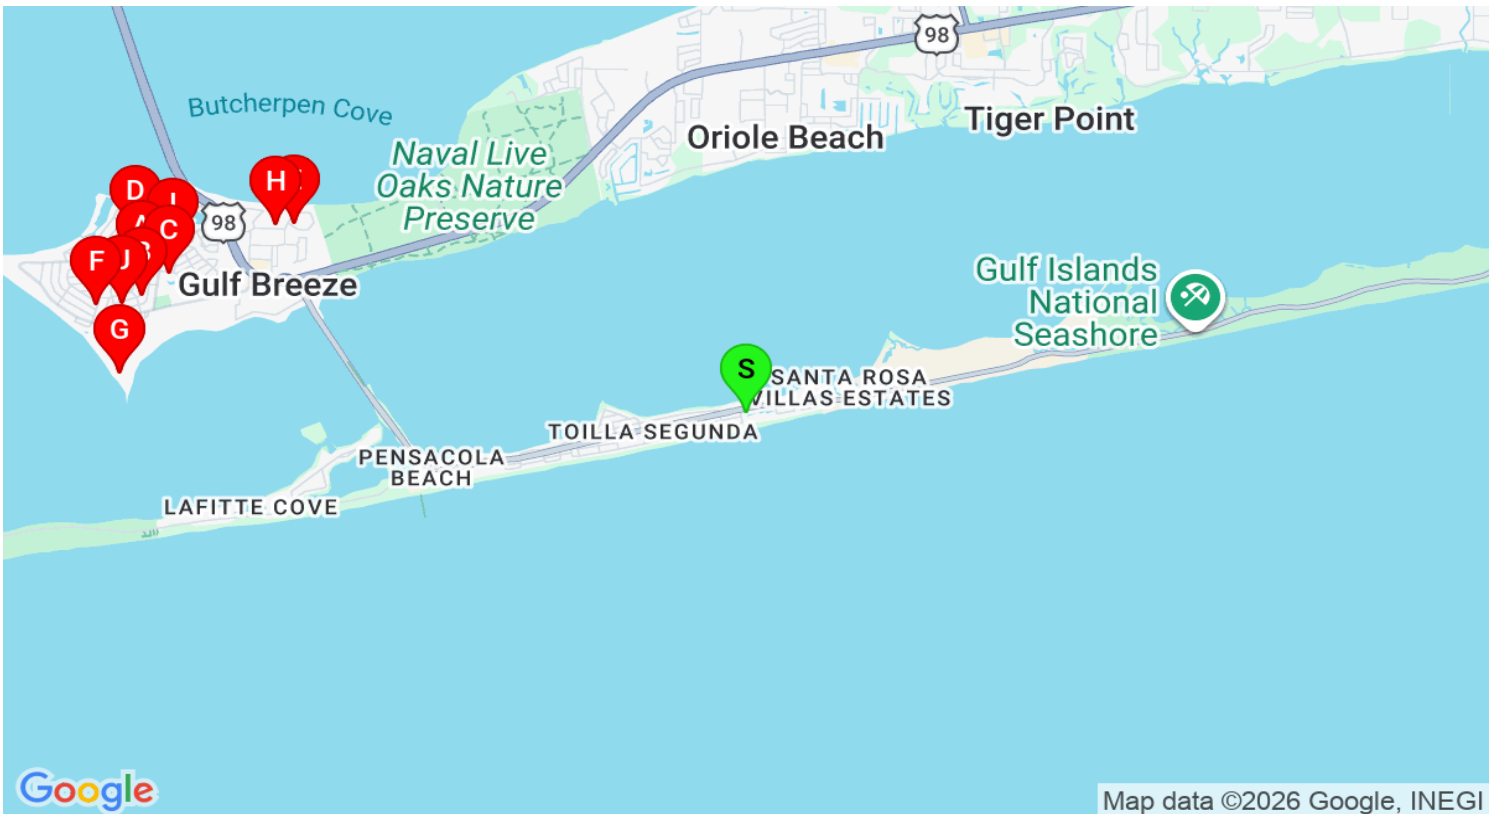 98
Butcherpen Cove
Tiger Point
Oriole Beach
Naval Live
Oaks Nature
Preserve
D
H
E
I
A
C
98
B
F
J
Gulf Breeze
Gulf Islands
National
Seashore
G
S
SANTA ROSA
VILLAS ESTATES
TOILLA SEGUNDA
PENSACOLA
BEACH
LAFITTE COVE
Google
Map data ©2026 Google, INEGI